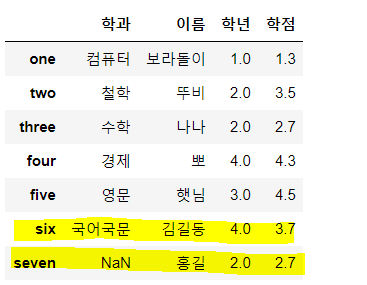 학과 이름 학년 학점
one 컴퓨터 보라돌이 1.0 1.3
two 철학 뚜비 2.0 3.5
three 수학 나나 2.0 2.7
four 경제 뽀 4.0 4.3
five 영문 햇님 3.0 4.5
six 국어국문 김길동 4.0 3.7
seven NaN 홍길 2.0 2.7